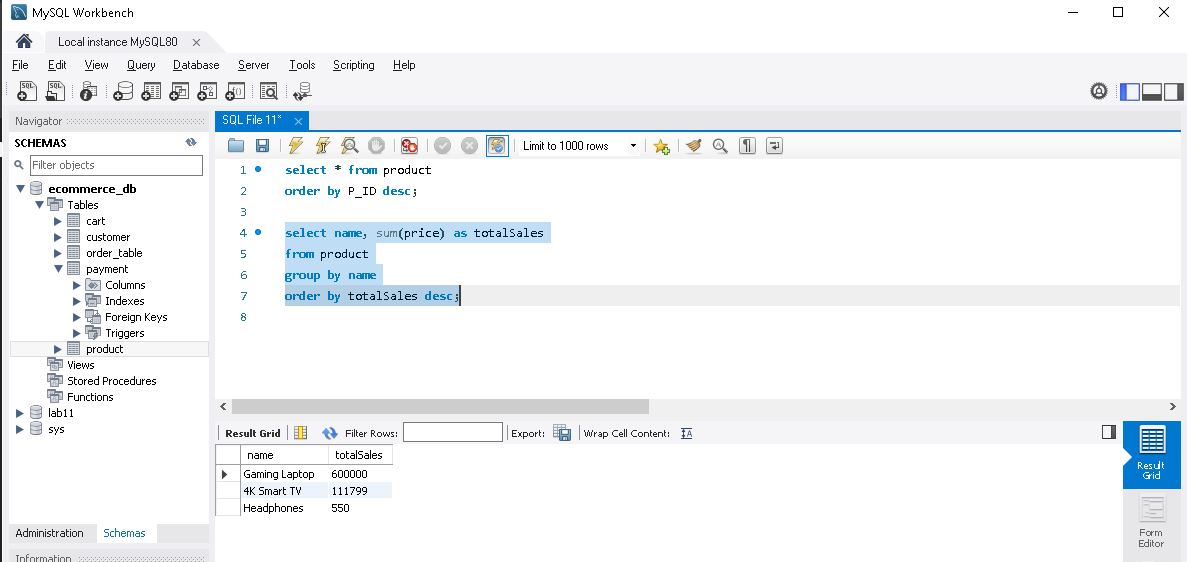 MySQL Workbench
Local instance MySQL80
File Edit View Query Database Server Tools Scripting Help
Navigator
SCHEMAS
Filter objects
ecommerce_db
Tables
cart
customer
order_table
payment
Columns
Indexes
Foreign Keys
Triggers
product
Views
Stored Procedures
Functions
lab11
sys
Administration Schemas
Information
SQL File 11*
Limit to 1000 rows
1 select * from product
2 order by P_ID desc;
3
4 select name, sum(price) as totalSales
5 from product
6 group by name
7 order by totalSales desc;
8
Result Grid Filter Rows: Export: Wrap Cell Content:
name totalSales
Gaming Laptop 600000
4K Smart TV 111799
Headphones 550
Result
Grid
Form
Editor